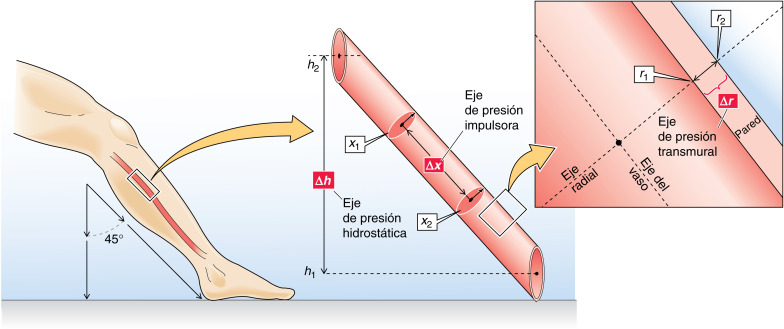 45°
h₂
x₁
Δh
Eje
de presión
hidrostática
h₁
Eje
de presión
impulsora
Δx
x₂
r₂
r₁
Δr
Pared
Eje
de presión
transmural
Eje
radial
Eje del
vaso